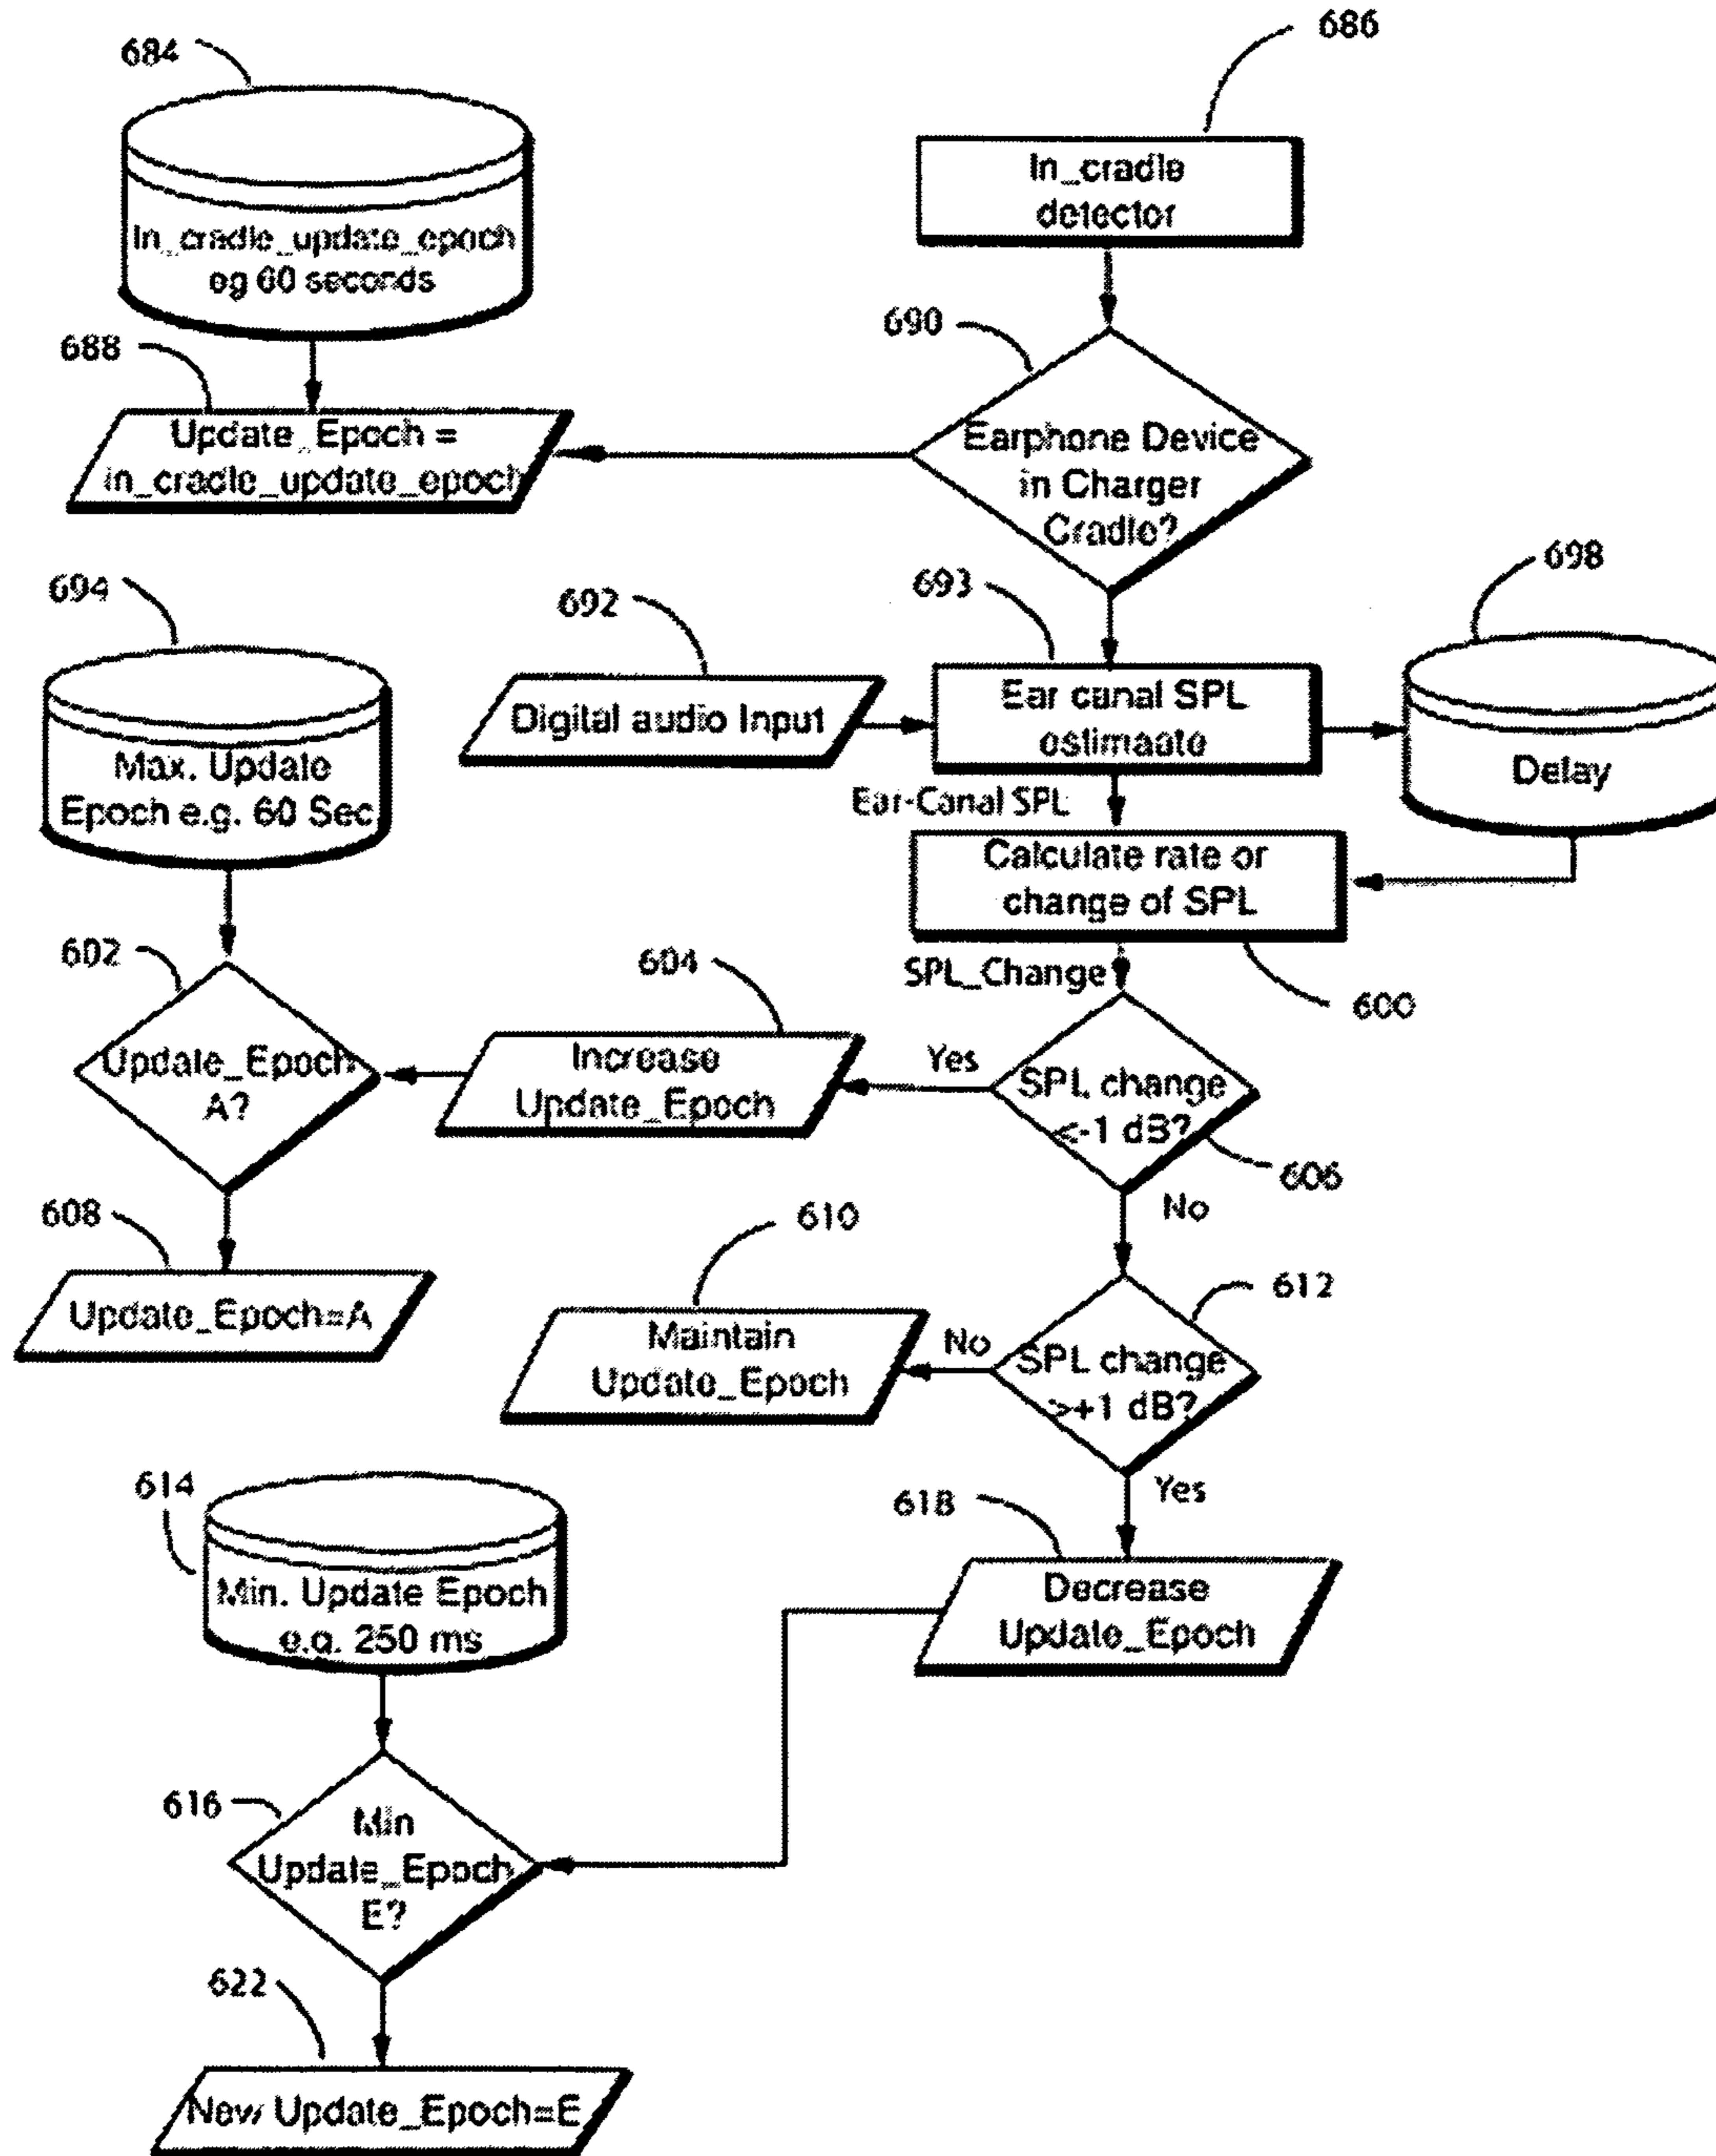 684
686
In_cradle_update_epoch
eg 60 seconds
In_cradle
detector
688
690
Update_Epoch =
in_cradle_update_epoch
Earphone Device
in Charger
Cradle?
694
692
693
698
Max. Update
Epoch e.g. 60 Sec
Digital audio Input
Ear canal SPL
estimaate
Delay
Ear-Canal SPL
Calculate rate or
change of SPL
602
604
SPL_Change
600
Update_Epoch
A?
Increase
Update_Epoch
Yes
SPL change
<-1 dB?
606
No
608
610
612
Update_Epoch=A
Maintain
Update_Epoch
No
SPL change
>+1 dB?
614
618
Yes
Min. Update Epoch
e.g. 250 ms
Decrease
Update_Epoch
616
Min
Update_Epoch
E?
622
New Update_Epoch=E